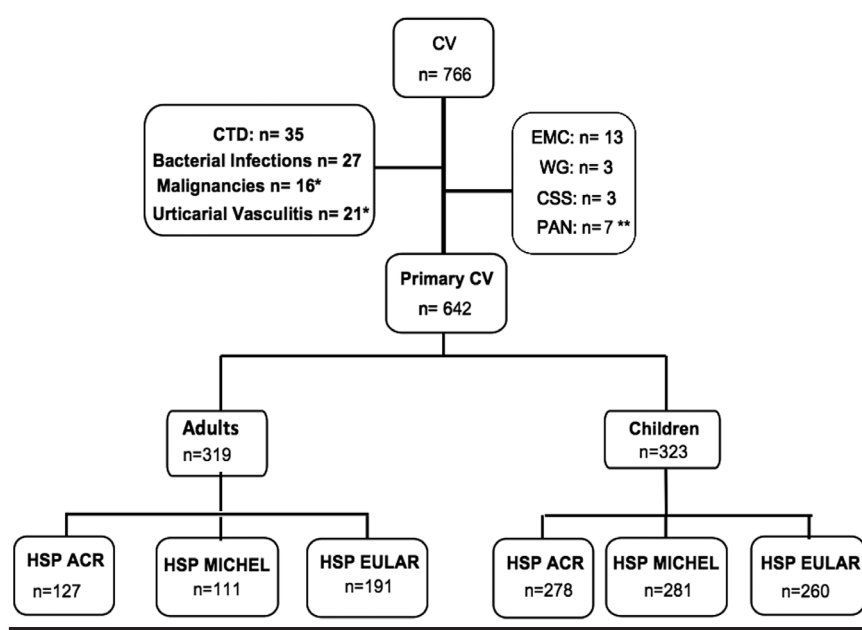 CV
n= 766
CTD: n= 35
Bacterial Infections n= 27
Malignancies n= 16*
Urticarial Vasculitis n= 21*
EMC: n= 13
WG: n= 3
CSS: n= 3
PAN: n=7 **
Primary CV
n= 642
Adults
n=319
Children
n=323
HSP ACR
n=127
HSP MICHEL
n=111
HSP EULAR
n=191
HSP ACR
n=278
HSP MICHEL
n=281
HSP EULAR
n=260